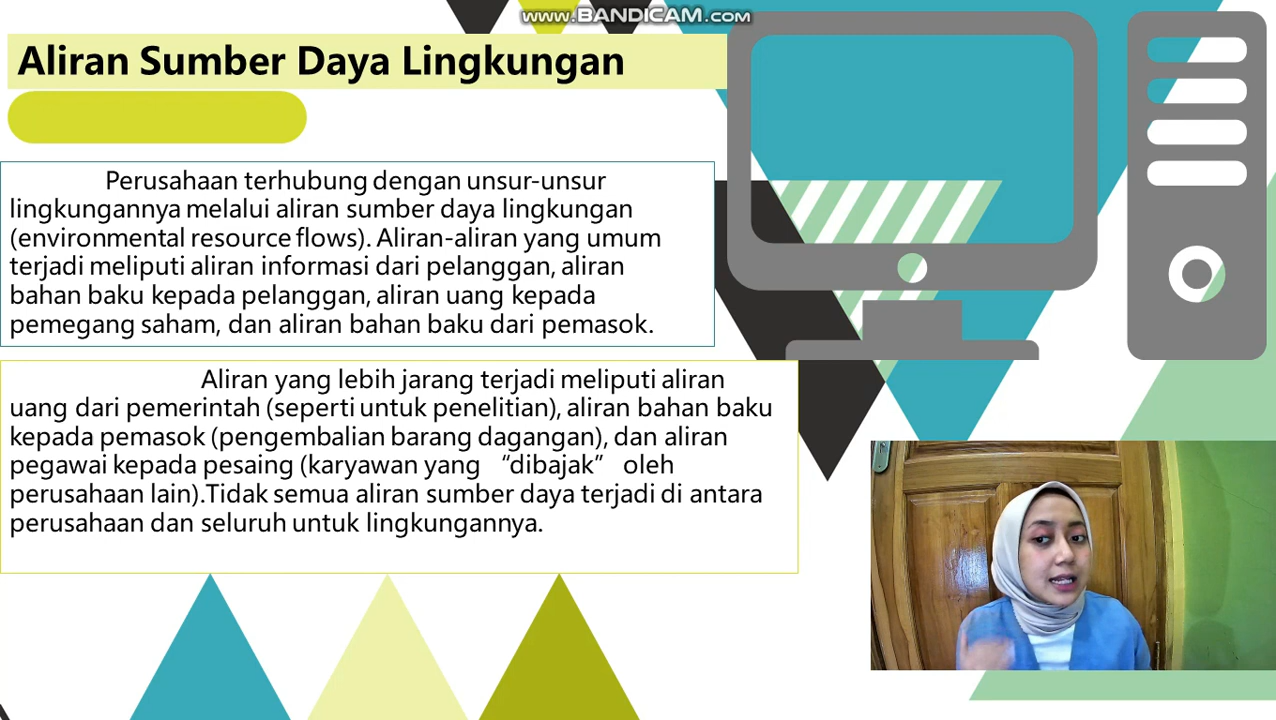 www.BANDICAM.com
Aliran Sumber Daya Lingkungan
Perusahaan terhubung dengan unsur-unsur
lingkungannya melalui aliran sumber daya lingkungan
(environmental resource flows). Aliran-aliran yang umum
terjadi meliputi aliran informasi dari pelanggan, aliran
bahan baku kepada pelanggan, aliran uang kepada
pemegang saham, dan aliran bahan baku dari pemasok.
Aliran yang lebih jarang terjadi meliputi aliran
uang dari pemerintah (seperti untuk penelitian), aliran bahan baku
kepada pemasok (pengembalian barang dagangan), dan aliran
pegawai kepada pesaing (karyawan yang “dibajak” oleh
perusahaan lain).Tidak semua aliran sumber daya terjadi di antara
perusahaan dan seluruh untuk lingkungannya.